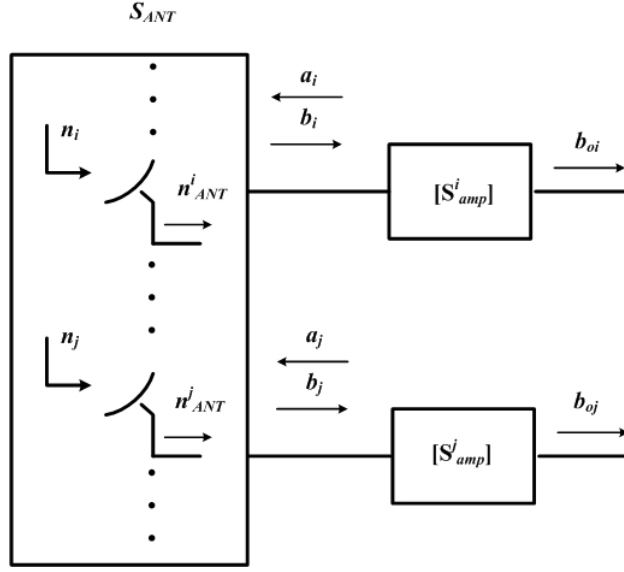 S_ANT
a_i
n_i
b_i
b_oi
n^i_ANT
[S^i_amp]
n_j
a_j
b_j
b_oj
n^j_ANT
[S^j_amp]